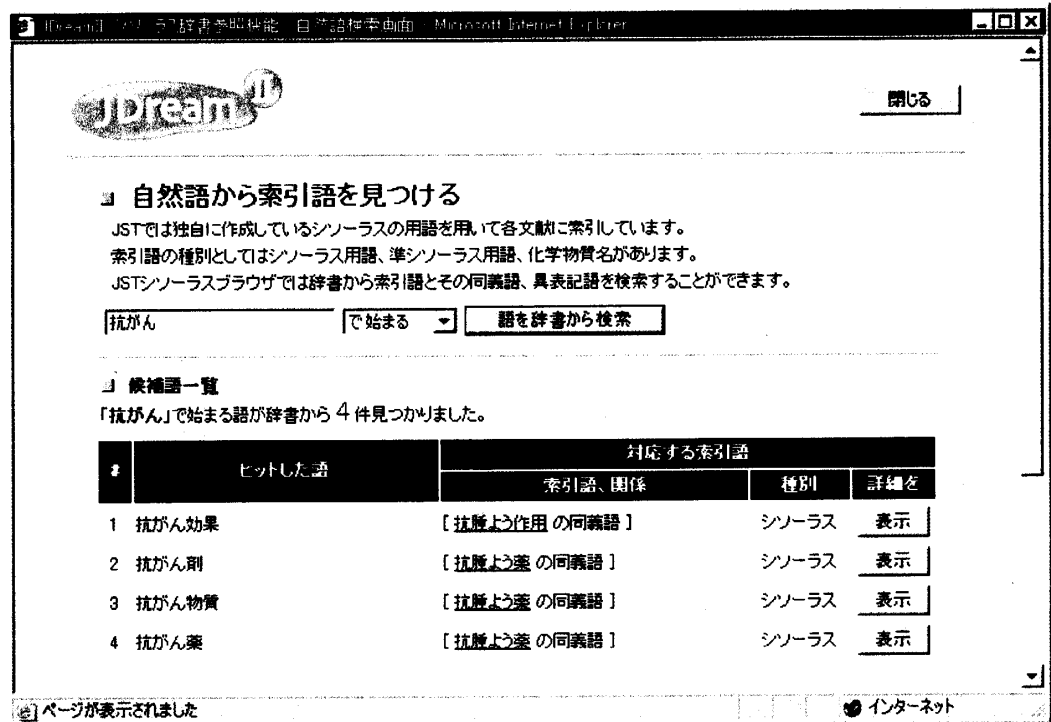 自然語検索画面 - Microsoft Internet Explorer
JDream II
閉じる
自然語から索引語を見つける
JSTでは独自に作成しているシソーラスの用語を用いて各文献に索引しています。
索引語の種別としてはシソーラス用語、準シソーラス用語、化学物質名があります。
JSTシソーラスブラウザでは辞書から索引語とその同義語、異表記語を検索することができます。
抗がん で始まる 語を辞書から検索
候補語一覧
「抗がん」で始まる語が辞書から 4 件見つかりました。
# ヒットした語 対応する索引語
索引語、関係 種別 詳細を
1 抗がん効果 [ 抗腫よう作用 の同義語 ] シソーラス 表示
2 抗がん剤 [ 抗腫よう薬 の同義語 ] シソーラス 表示
3 抗がん物質 [ 抗腫よう薬 の同義語 ] シソーラス 表示
4 抗がん薬 [ 抗腫よう薬 の同義語 ] シソーラス 表示
ページが表示されました インターネット